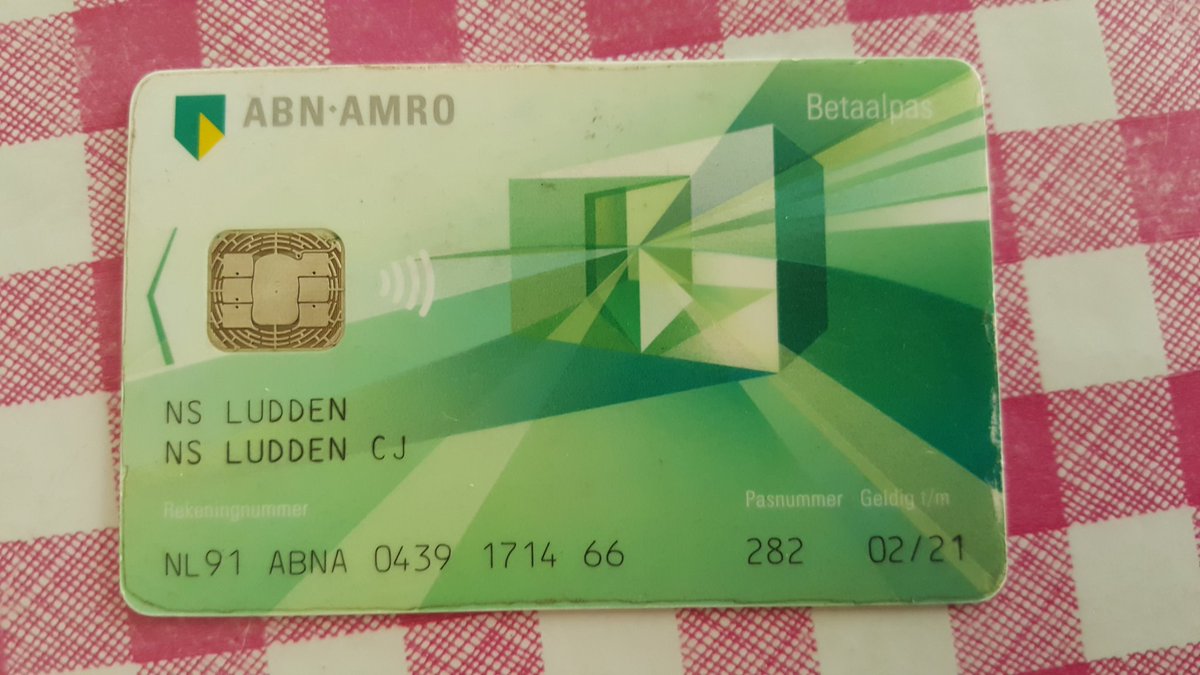 ABN·AMRO
Betaalpas
NS LUDDEN
NS LUDDEN CJ
Rekeningnummer
Pasnummer Geldig t/m
NL91 ABNA 0439 1714 66 282 02/21